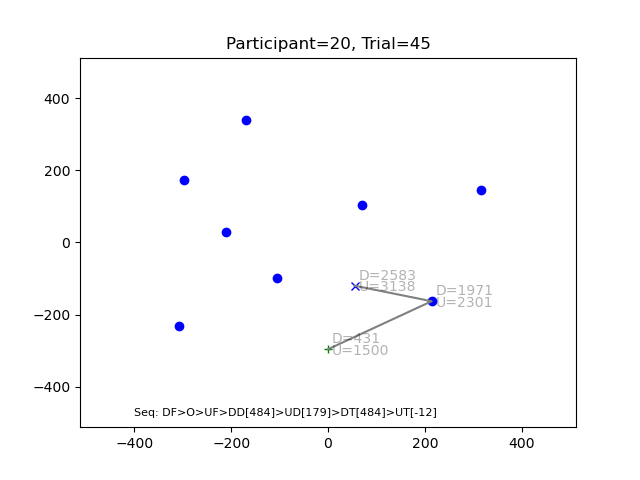 Participant=20, Trial=45
400
200
0
−200
−400
D=2583
U=3138
D=1971
U=2301
D=431
U=1500
Seq: DF>O>UF>DD[484]>UD[179]>DT[484]>UT[-12]
−400 −200 0 200 400